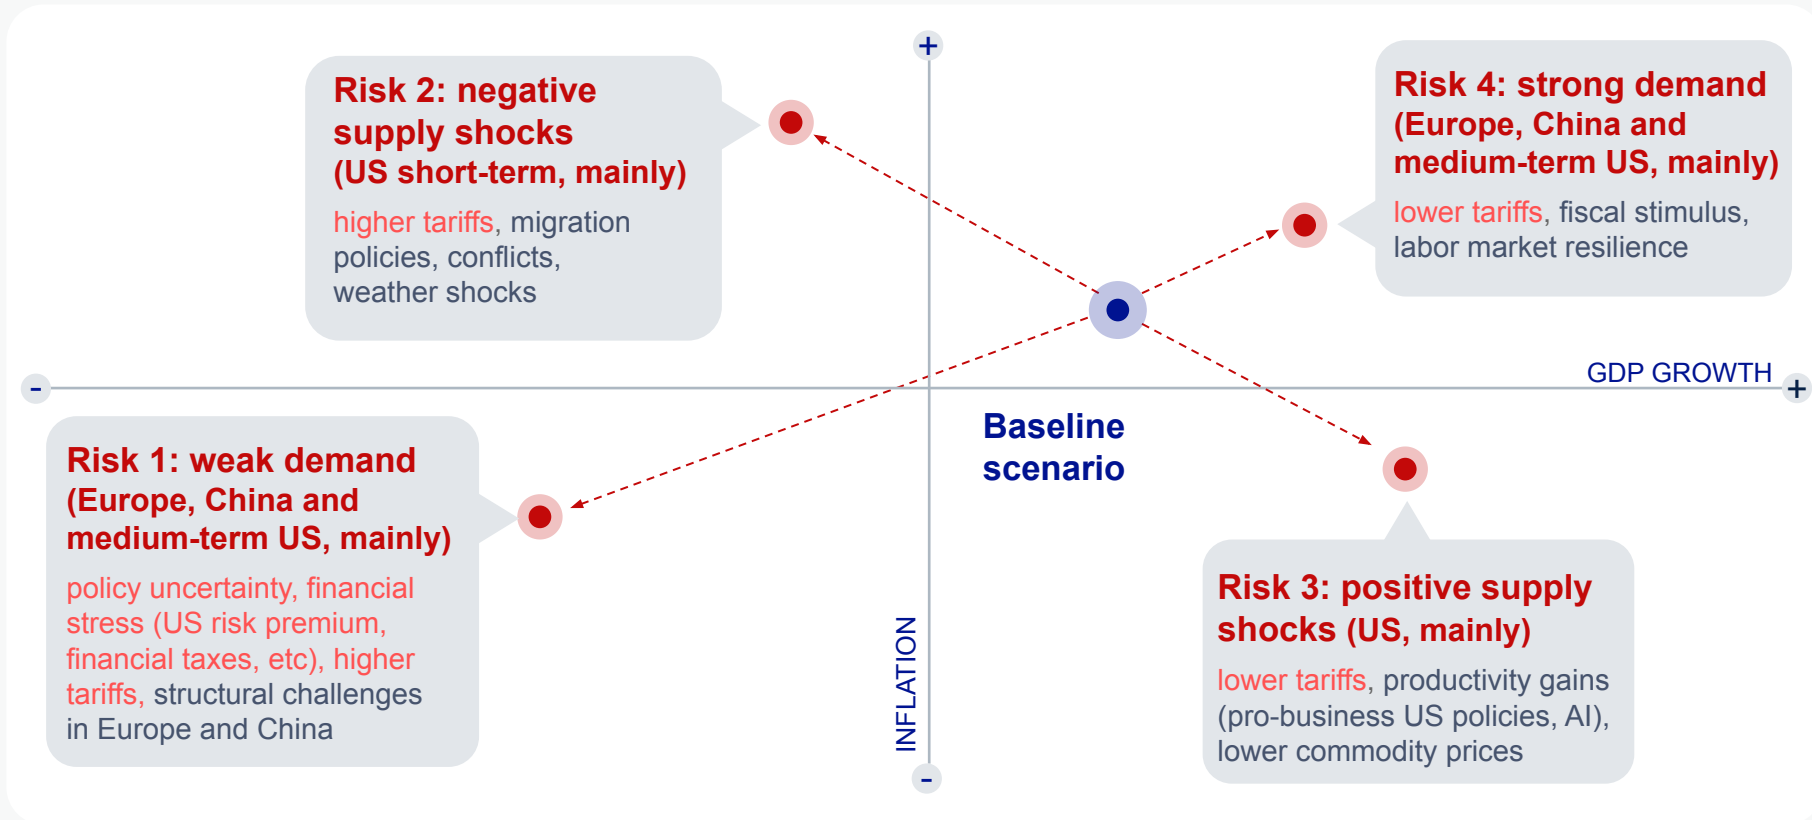 +
Risk 2: negative
supply shocks
(US short-term, mainly)
higher tariffs, migration
policies, conflicts,
weather shocks
Risk 4: strong demand
(Europe, China and
medium-term US, mainly)
lower tariffs, fiscal stimulus,
labor market resilience
-
GDP GROWTH
+
Baseline
scenario
Risk 1: weak demand
(Europe, China and
medium-term US, mainly)
policy uncertainty, financial
stress (US risk premium,
financial taxes, etc), higher
tariffs, structural challenges
in Europe and China
INFLATION
-
Risk 3: positive supply
shocks (US, mainly)
lower tariffs, productivity gains
(pro-business US policies, AI),
lower commodity prices